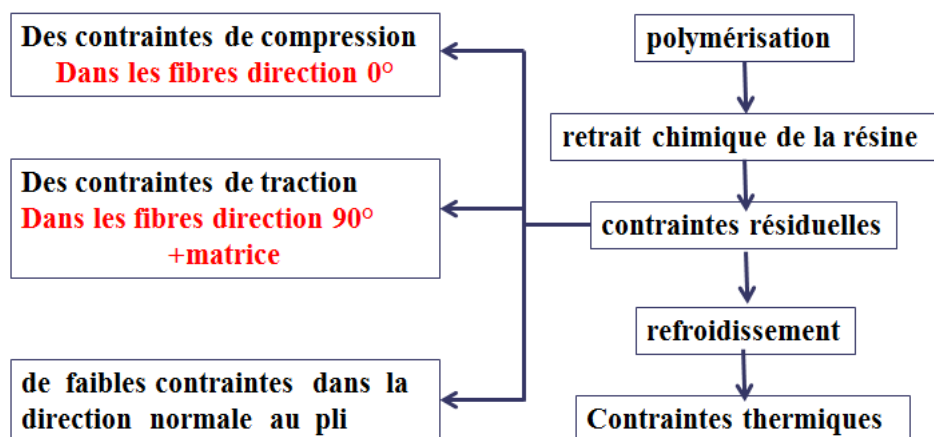 Des contraintes de compression
Dans les fibres direction 0°
Des contraintes de traction
Dans les fibres direction 90°
+matrice
de faibles contraintes dans la
direction normale au pli
polymérisation
retrait chimique de la résine
contraintes résiduelles
refroidissement
Contraintes thermiques